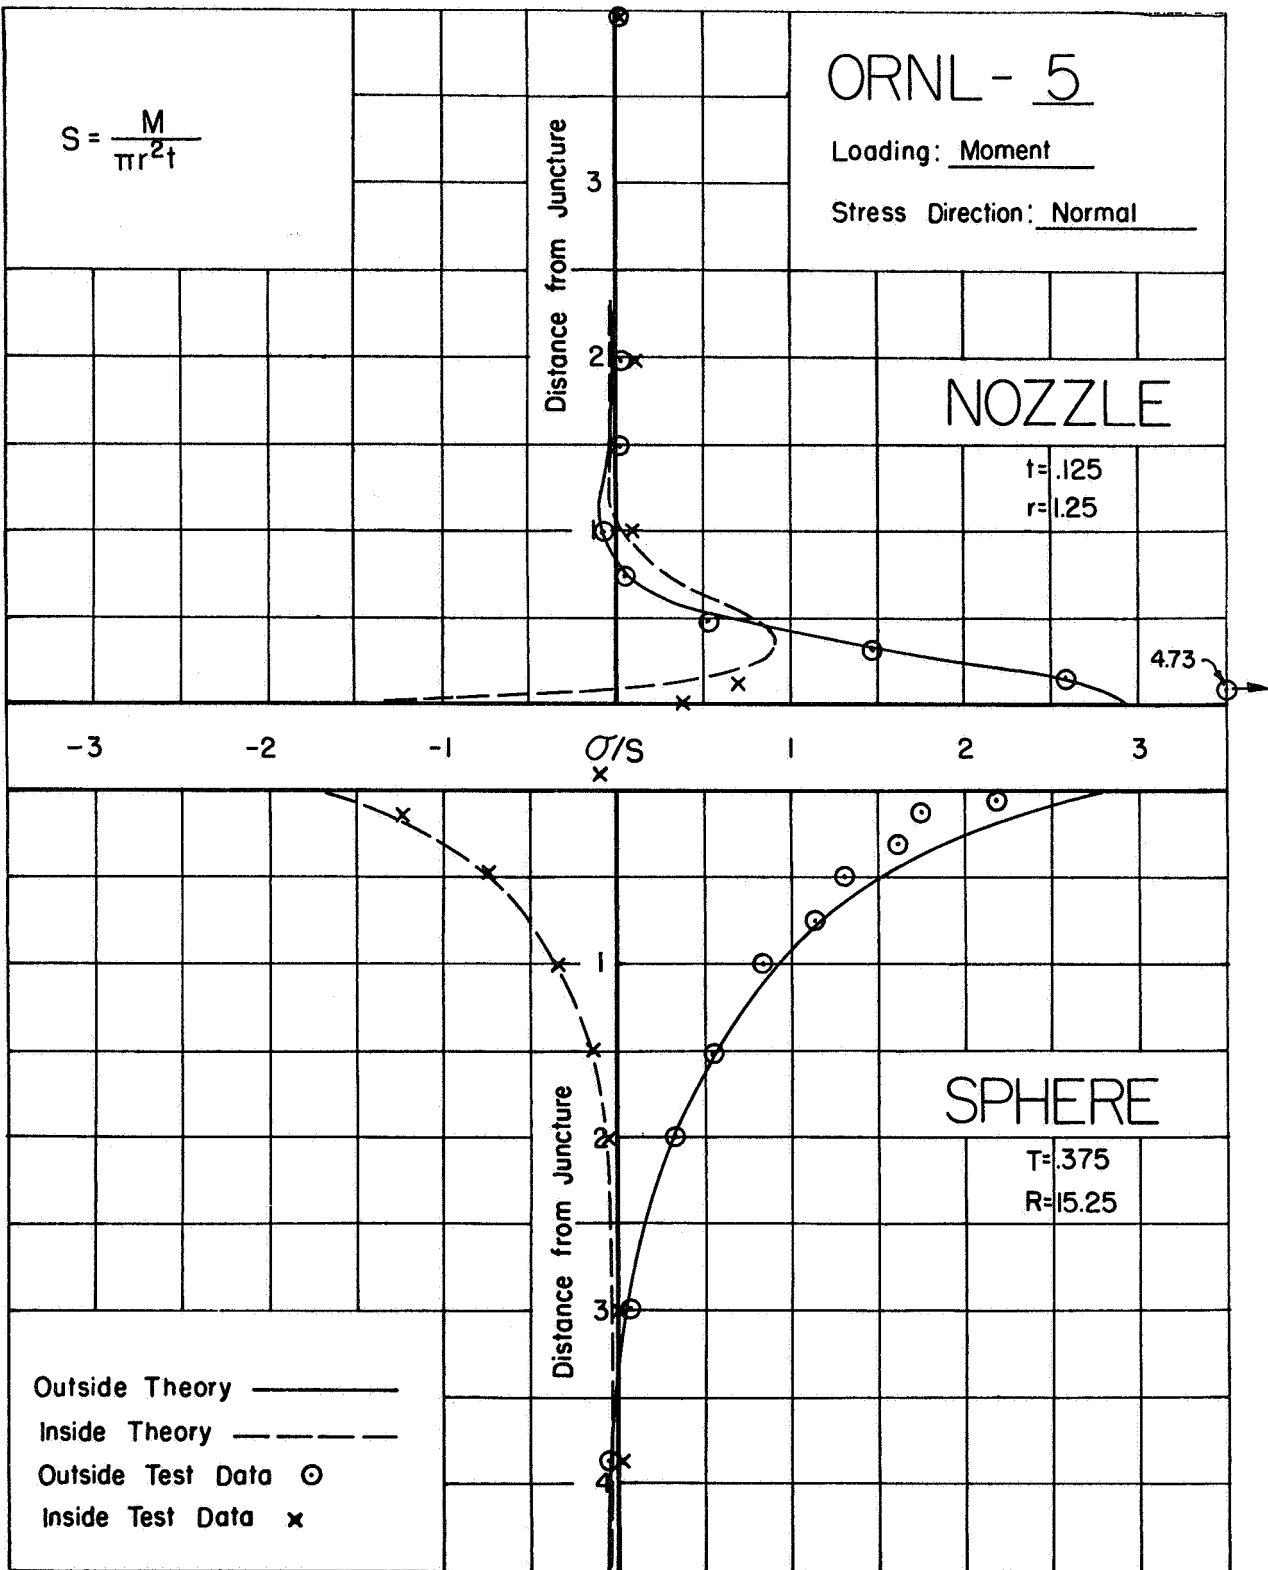 ORNL- 5
S = M / πr²t
Loading: Moment
Stress Direction: Normal
Distance from Juncture
3
2
1
NOZZLE
t=.125
r=1.25
4.73
-3 -2 -1 σ/S 1 2 3
1
2
3
4
Distance from Juncture
SPHERE
T=.375
R=15.25
Outside Theory
Inside Theory
Outside Test Data
Inside Test Data